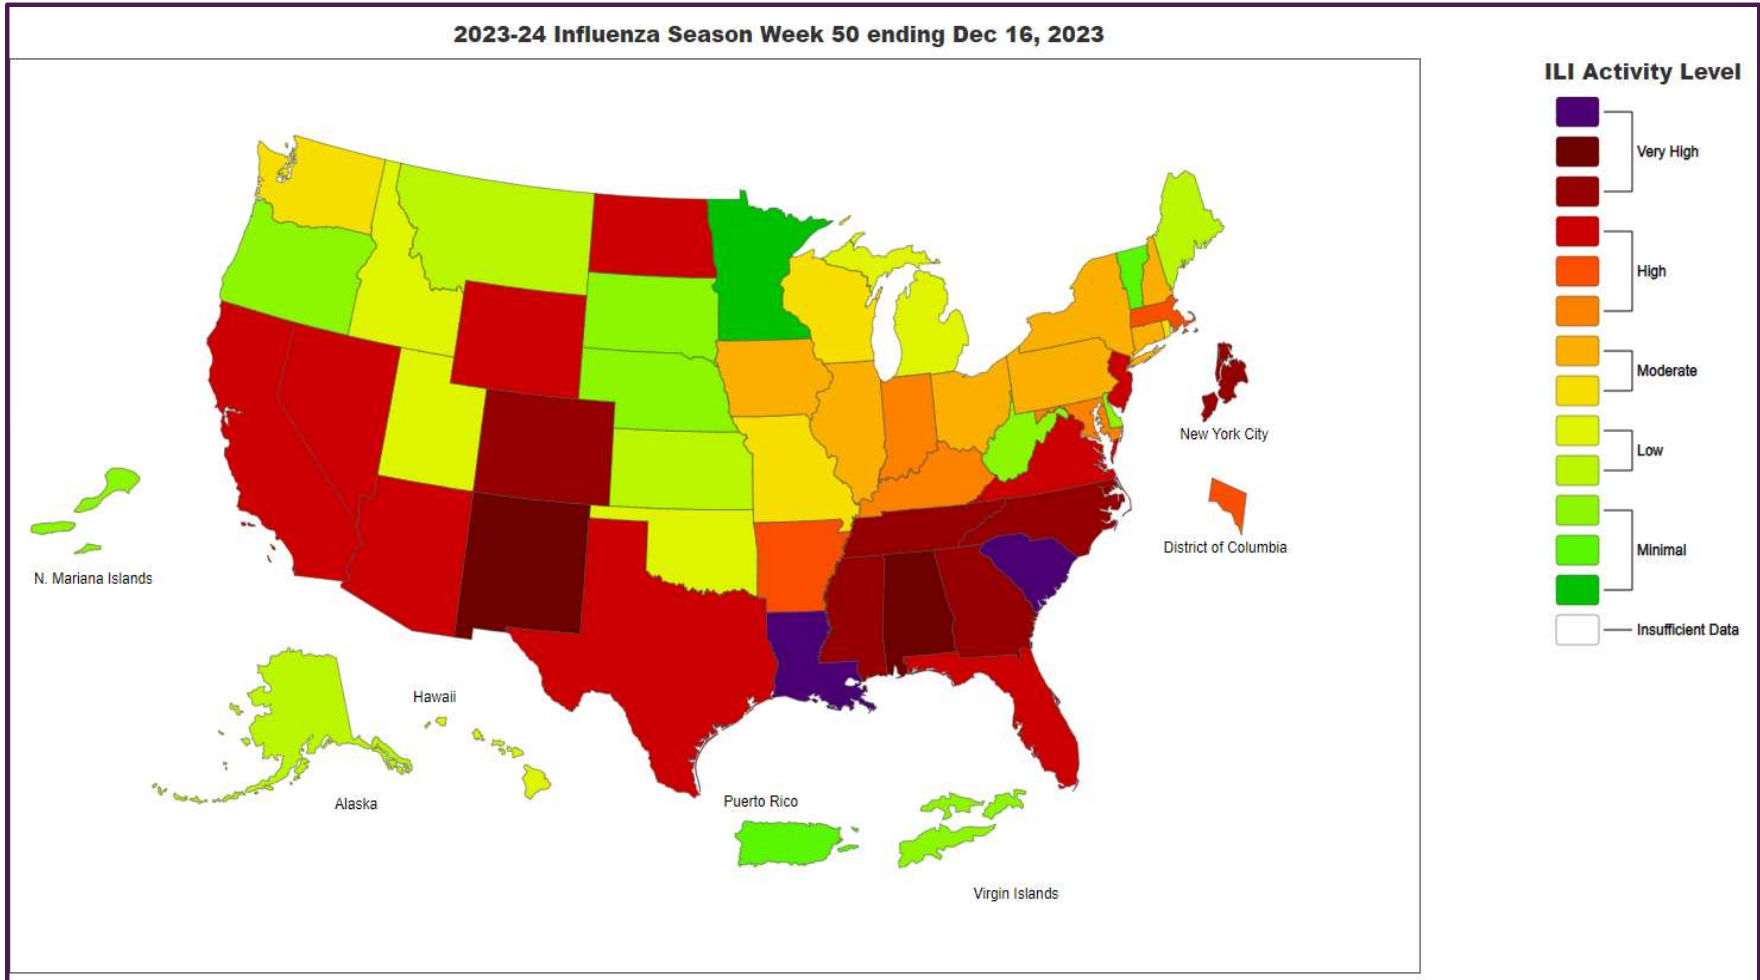 2023-24 Influenza Season Week 50 ending Dec 16, 2023
ILI Activity Level
Very High
High
Moderate
Low
Minimal
Insufficient Data
New York City
District of Columbia
N. Mariana Islands
Hawaii
Alaska
Puerto Rico
Virgin Islands